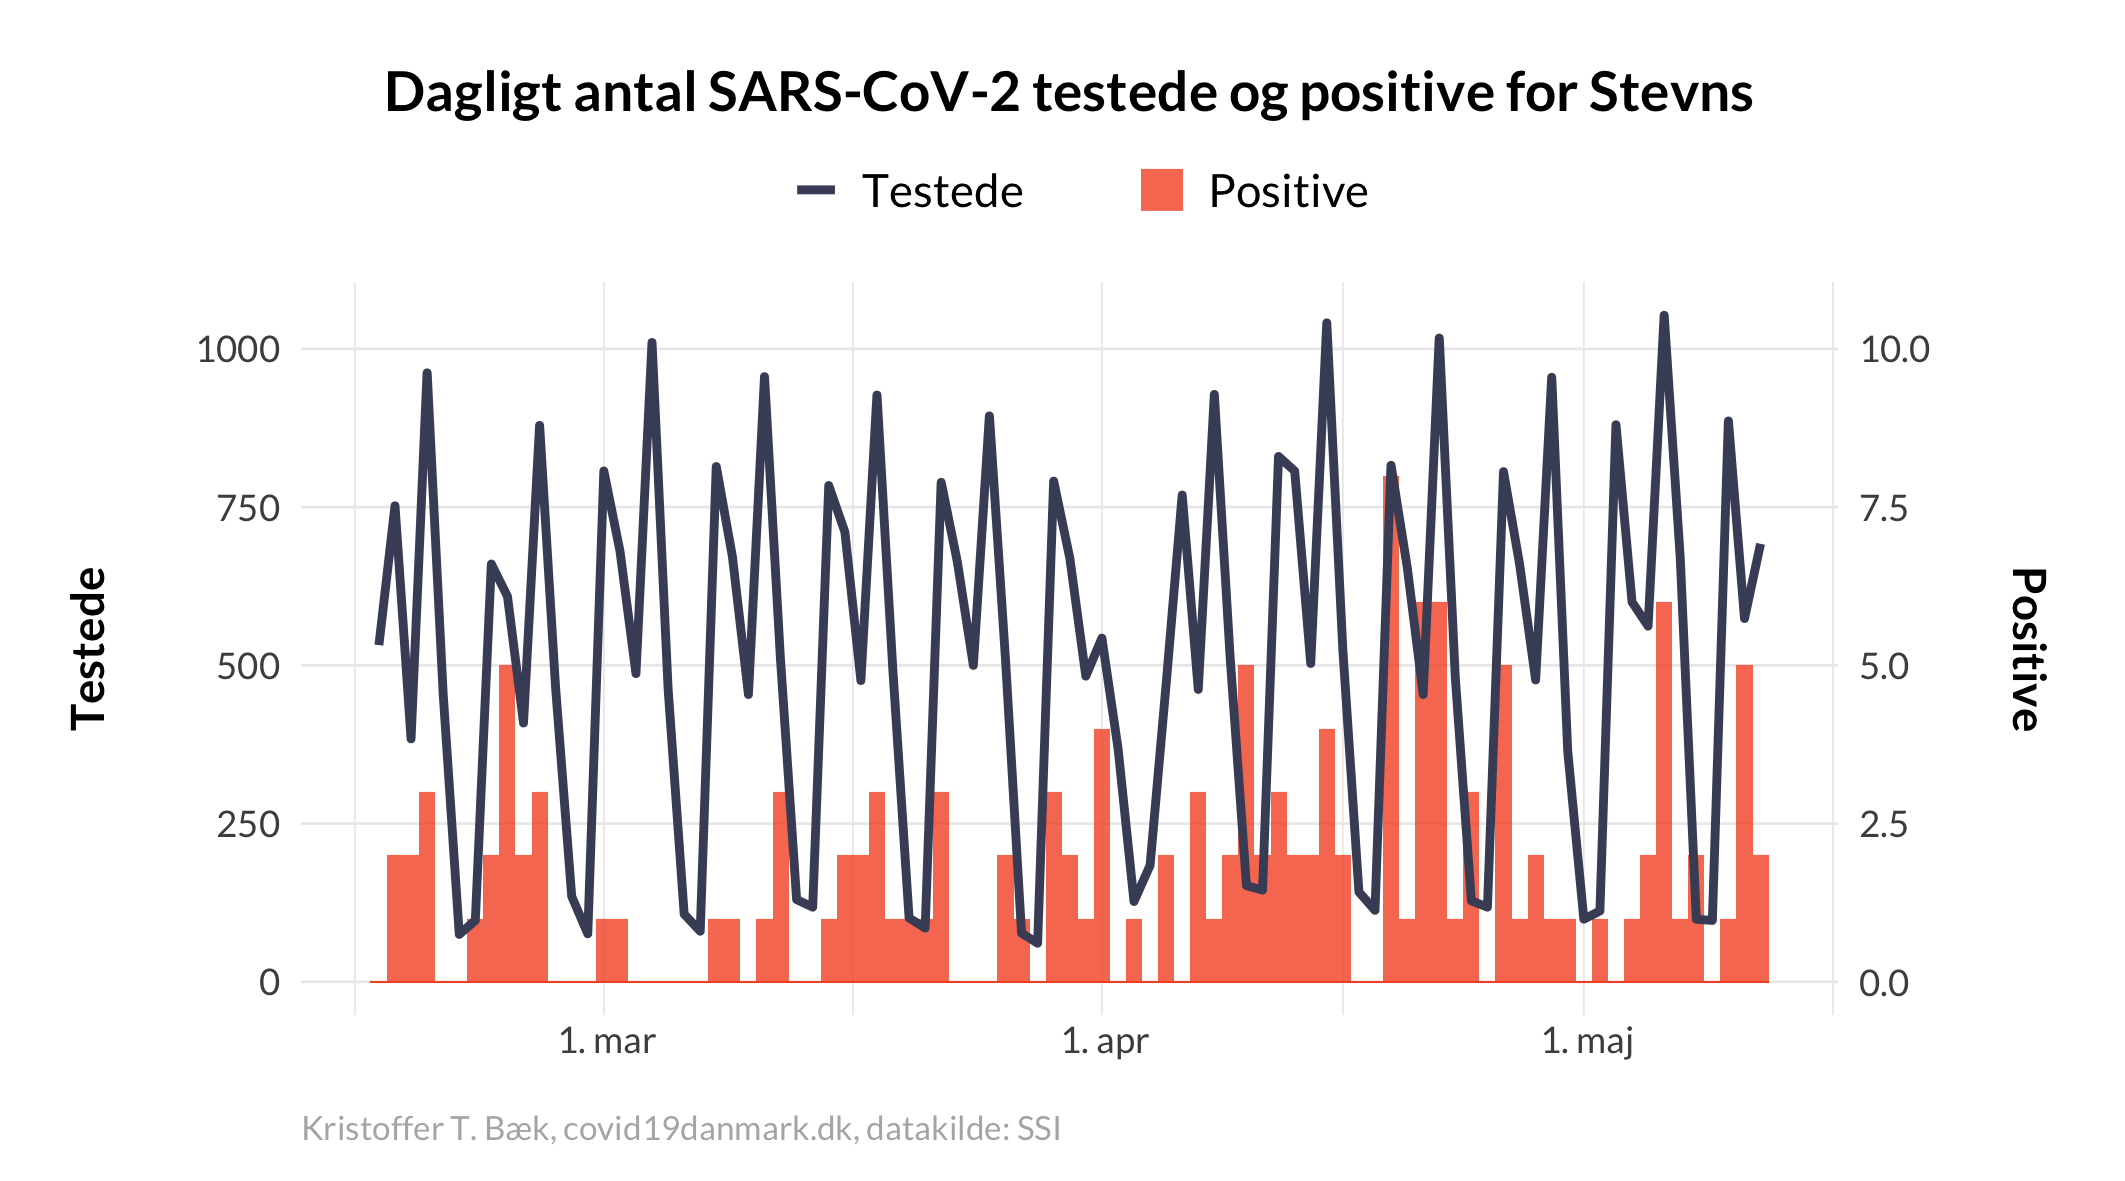 Dagligt antal SARS-CoV-2 testede og positive for Stevns
Testede Positive
1000 10.0
750 7.5
500 5.0
250 2.5
0 0.0
Testede
Positive
1. mar 1. apr 1. maj
Kristoffer T. Bæk, covid19danmark.dk, datakilde: SSI